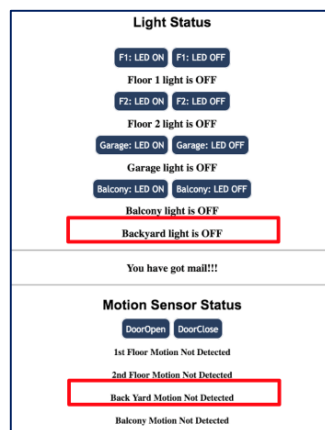 Light Status
F1: LED ON F1: LED OFF
Floor 1 light is OFF
F2: LED ON F2: LED OFF
Floor 2 light is OFF
Garage: LED ON Garage: LED OFF
Garage light is OFF
Balcony: LED ON Balcony: LED OFF
Balcony light is OFF
Backyard light is OFF
You have got mail!!!
Motion Sensor Status
DoorOpen DoorClose
1st Floor Motion Not Detected
2nd Floor Motion Not Detected
Back Yard Motion Not Detected
Balcony Motion Not Detected